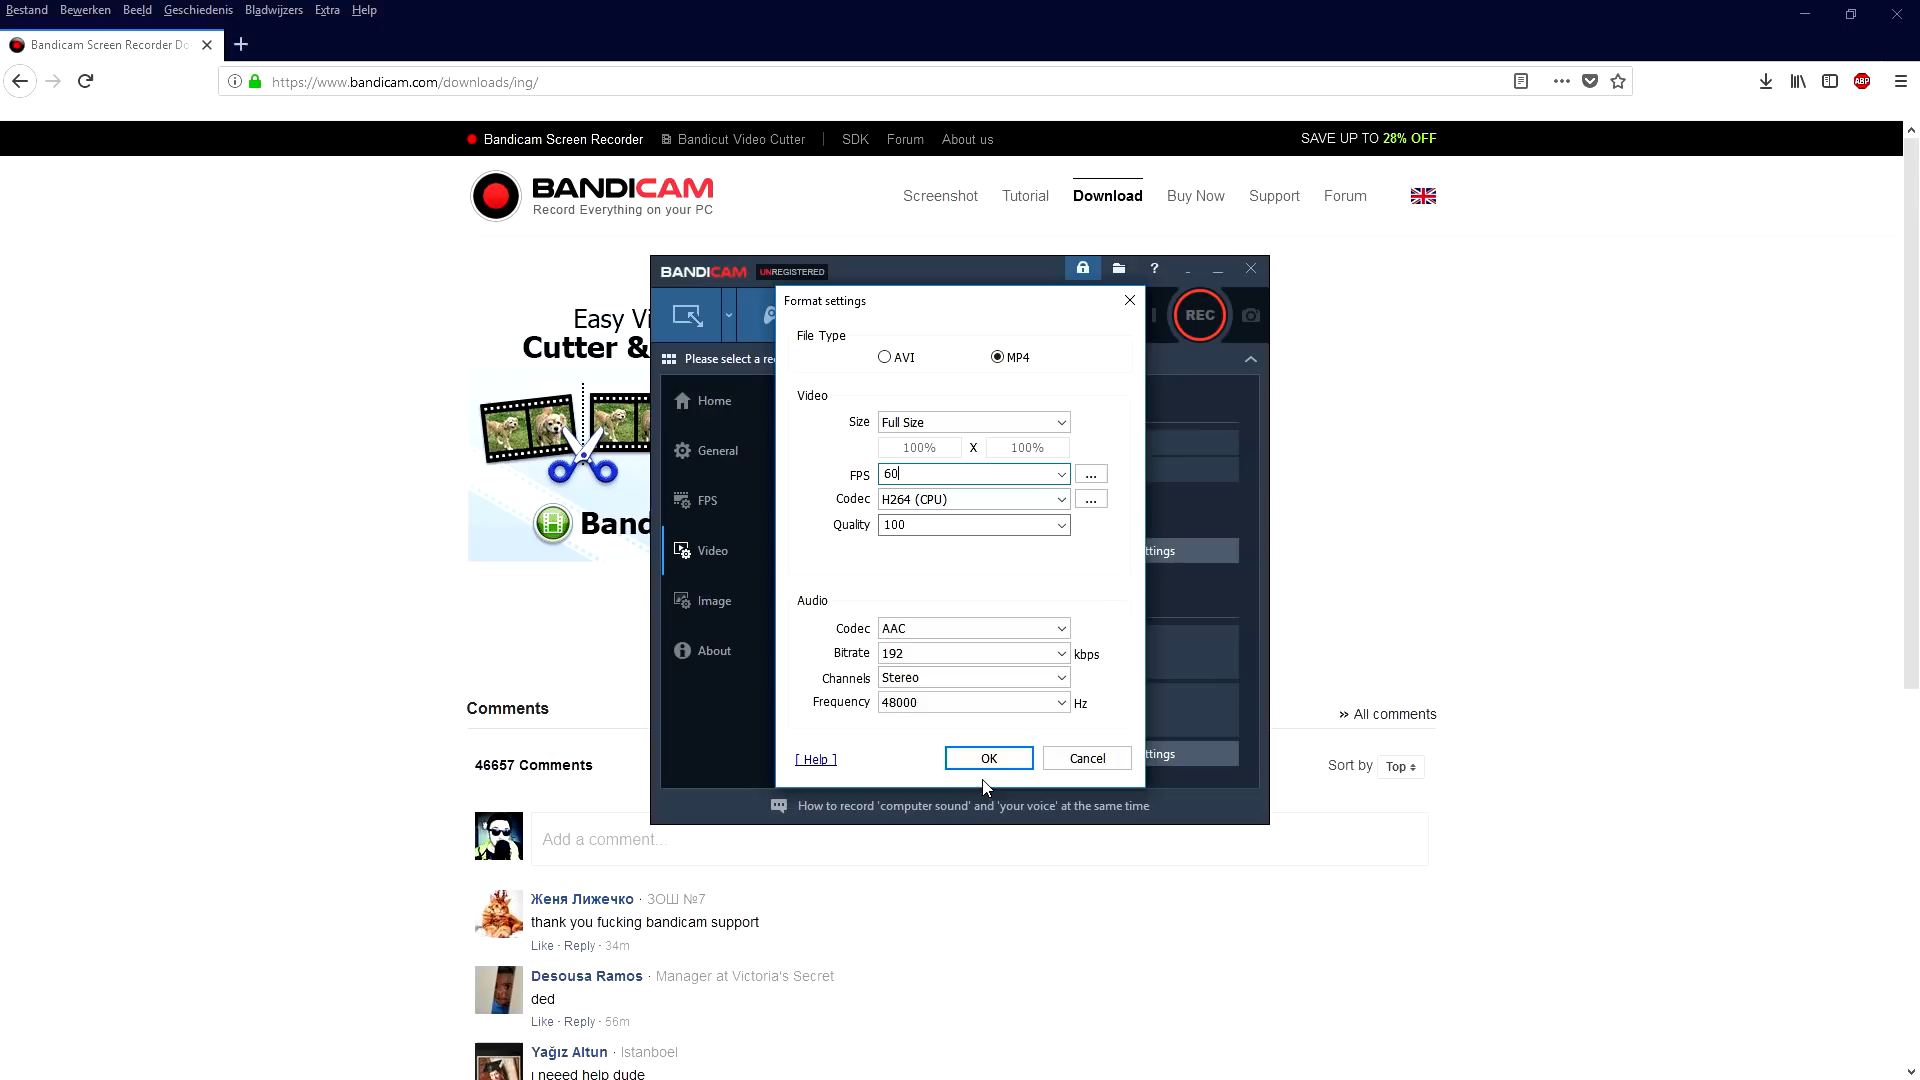 Bestand Bewerken Beeld Geschiedenis Bladwijzers Extra Help
Bandicam Screen Recorder Do
https://www.bandicam.com/downloads/ing/
ABP
Bandicam Screen Recorder Bandicut Video Cutter | SDK Forum About us SAVE UP TO 28% OFF
BANDICAM
Record Everything on your PC
Screenshot Tutorial Download Buy Now Support Forum
BANDICAM UNREGISTERED
Format settings
Easy Vi
Cutter &
REC
File Type
AVI MP4
Please select a re
Video
Home
Size Full Size
100% X 100%
General
FPS 60 ...
Codec H264 (CPU) ...
FPS
Quality 100
Band
Video
ttings
Image
Audio
Codec AAC
About
Bitrate 192 kbps
Channels Stereo
Frequency 48000 Hz
[ Help ] OK Cancel
ttings
How to record 'computer sound' and 'your voice' at the same time
Comments
» All comments
46657 Comments
Sort by Top
Add a comment...
Женя Лижечко · ЗОШ №7
thank you fucking bandicam support
Like · Reply · 34m
Desousa Ramos · Manager at Victoria's Secret
ded
Like · Reply · 56m
Yağız Altun · Istanboel
ı neeed help dude